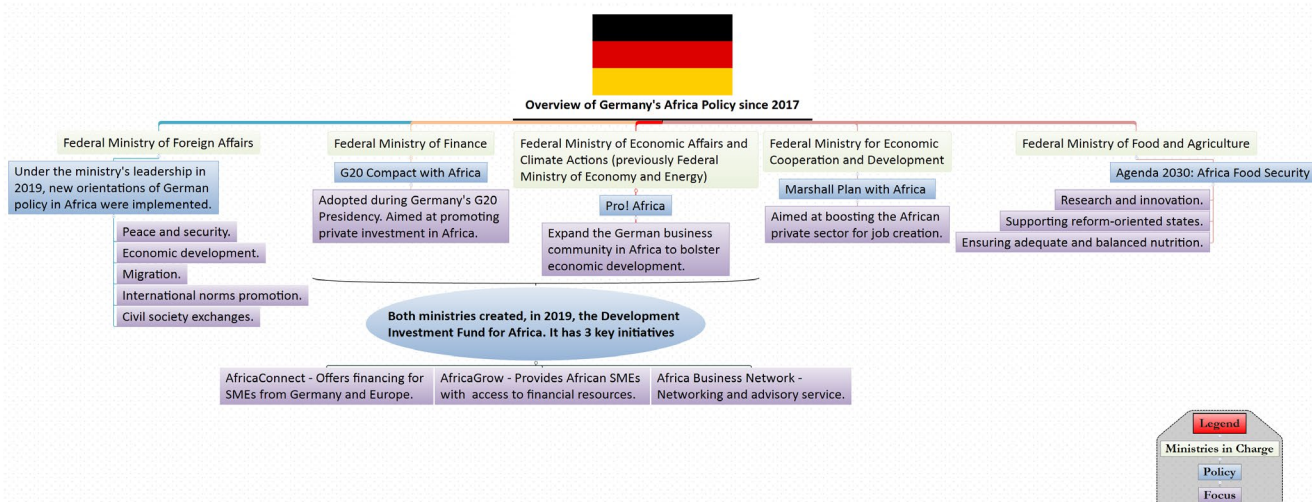 Overview of Germany's Africa Policy since 2017
Federal Ministry of Foreign Affairs
Under the ministry's leadership in
2019, new orientations of German
policy in Africa were implemented.
Peace and security.
Economic development.
Migration.
International norms promotion.
Civil society exchanges.
Federal Ministry of Finance
G20 Compact with Africa
Adopted during Germany's G20
Presidency. Aimed at promoting
private investment in Africa.
Federal Ministry of Economic Affairs and
Climate Actions (previously Federal
Ministry of Economy and Energy)
Pro! Africa
Expand the German business
community in Africa to bolster
economic development.
Federal Ministry for Economic
Cooperation and Development
Marshall Plan with Africa
Aimed at boosting the African
private sector for job creation.
Federal Ministry of Food and Agriculture
Agenda 2030: Africa Food Security
Research and innovation.
Supporting reform-oriented states.
Ensuring adequate and balanced nutrition.
Both ministries created, in 2019, the Development
Investment Fund for Africa. It has 3 key initiatives
AfricaConnect - Offers financing for
SMEs from Germany and Europe.
AfricaGrow - Provides African SMEs
with access to financial resources.
Africa Business Network -
Networking and advisory service.
Legend
Ministries in Charge
Policy
Focus